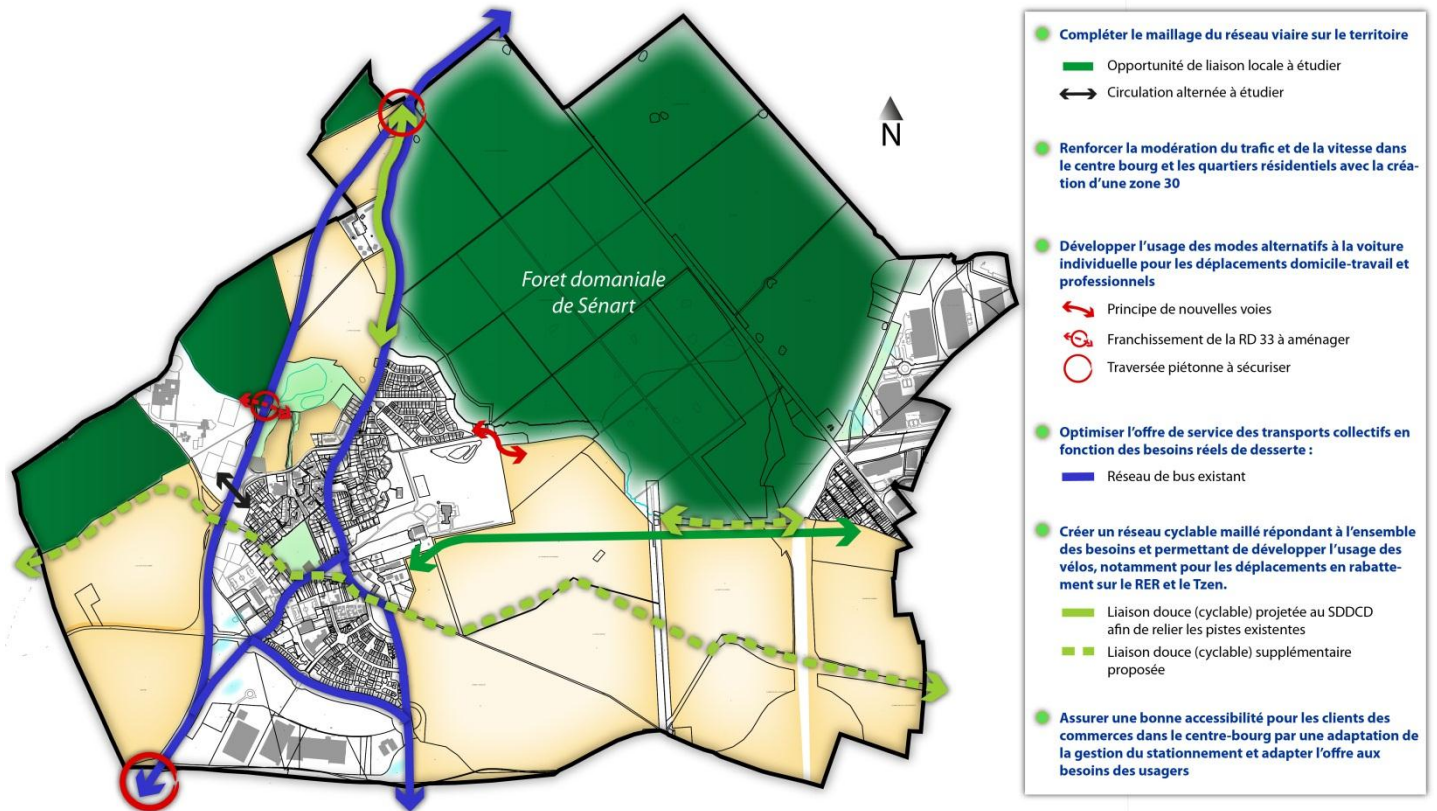 N
Foret domaniale
de Sénart
Compléter le maillage du réseau viaire sur le territoire
Opportunité de liaison locale à étudier
Circulation alternée à étudier
Renforcer la modération du trafic et de la vitesse dans
le centre bourg et les quartiers résidentiels avec la créa-
tion d'une zone 30
Développer l'usage des modes alternatifs à la voiture
individuelle pour les déplacements domicile-travail et
professionnels
Principe de nouvelles voies
Franchissement de la RD 33 à aménager
Traversée piétonne à sécuriser
Optimiser l'offre de service des transports collectifs en
fonction des besoins réels de desserte :
Réseau de bus existant
Créer un réseau cyclable maillé répondant à l'ensemble
des besoins et permettant de développer l'usage des
vélos, notamment pour les déplacements en rabatte-
ment sur le RER et le Tzen.
Liaison douce (cyclable) projetée au SDDCD
afin de relier les pistes existentes
Liaison douce (cyclable) supplémentaire
proposée
Assurer une bonne accessibilité pour les clients des
commerces dans le centre-bourg par une adaptation de
la gestion du stationnement et adapter l'offre aux
besoins des usagers